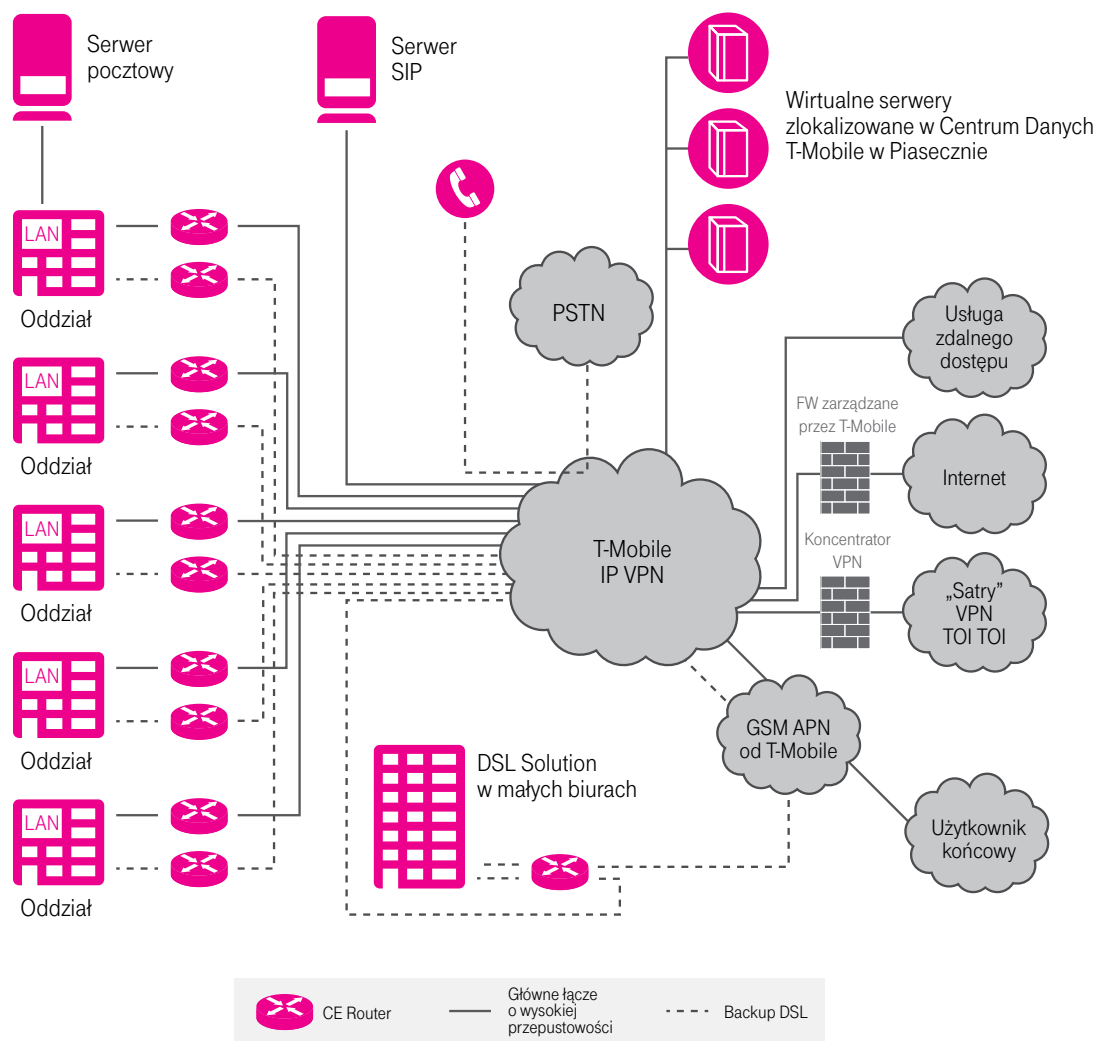 Serwer
pocztowy
Serwer
SIP
Wirtualne serwery
zlokalizowane w Centrum Danych
T-Mobile w Piasecznie
LAN
Oddział
PSTN
Usługa
zdalnego
dostępu
LAN
Oddział
FW zarządzane
przez T-Mobile
Internet
LAN
Oddział
T-Mobile
IP VPN
Koncentrator
VPN
„Satry”
VPN
TOI TOI
LAN
Oddział
GSM APN
od T-Mobile
DSL Solution
w małych biurach
LAN
Oddział
Użytkownik
końcowy
CE Router
Główne łącze
o wysokiej
przepustowości
Backup DSL